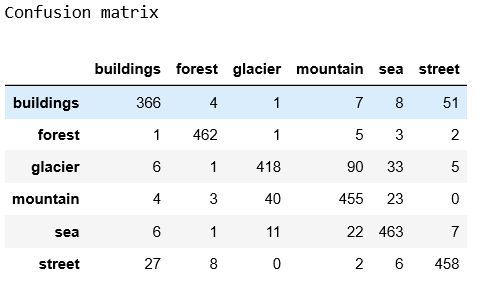 Confusion matrix
buildings forest glacier mountain sea street
buildings 366 4 1 7 8 51
forest 1 462 1 5 3 2
glacier 6 1 418 90 33 5
mountain 4 3 40 455 23 0
sea 6 1 11 22 463 7
street 27 8 0 2 6 458